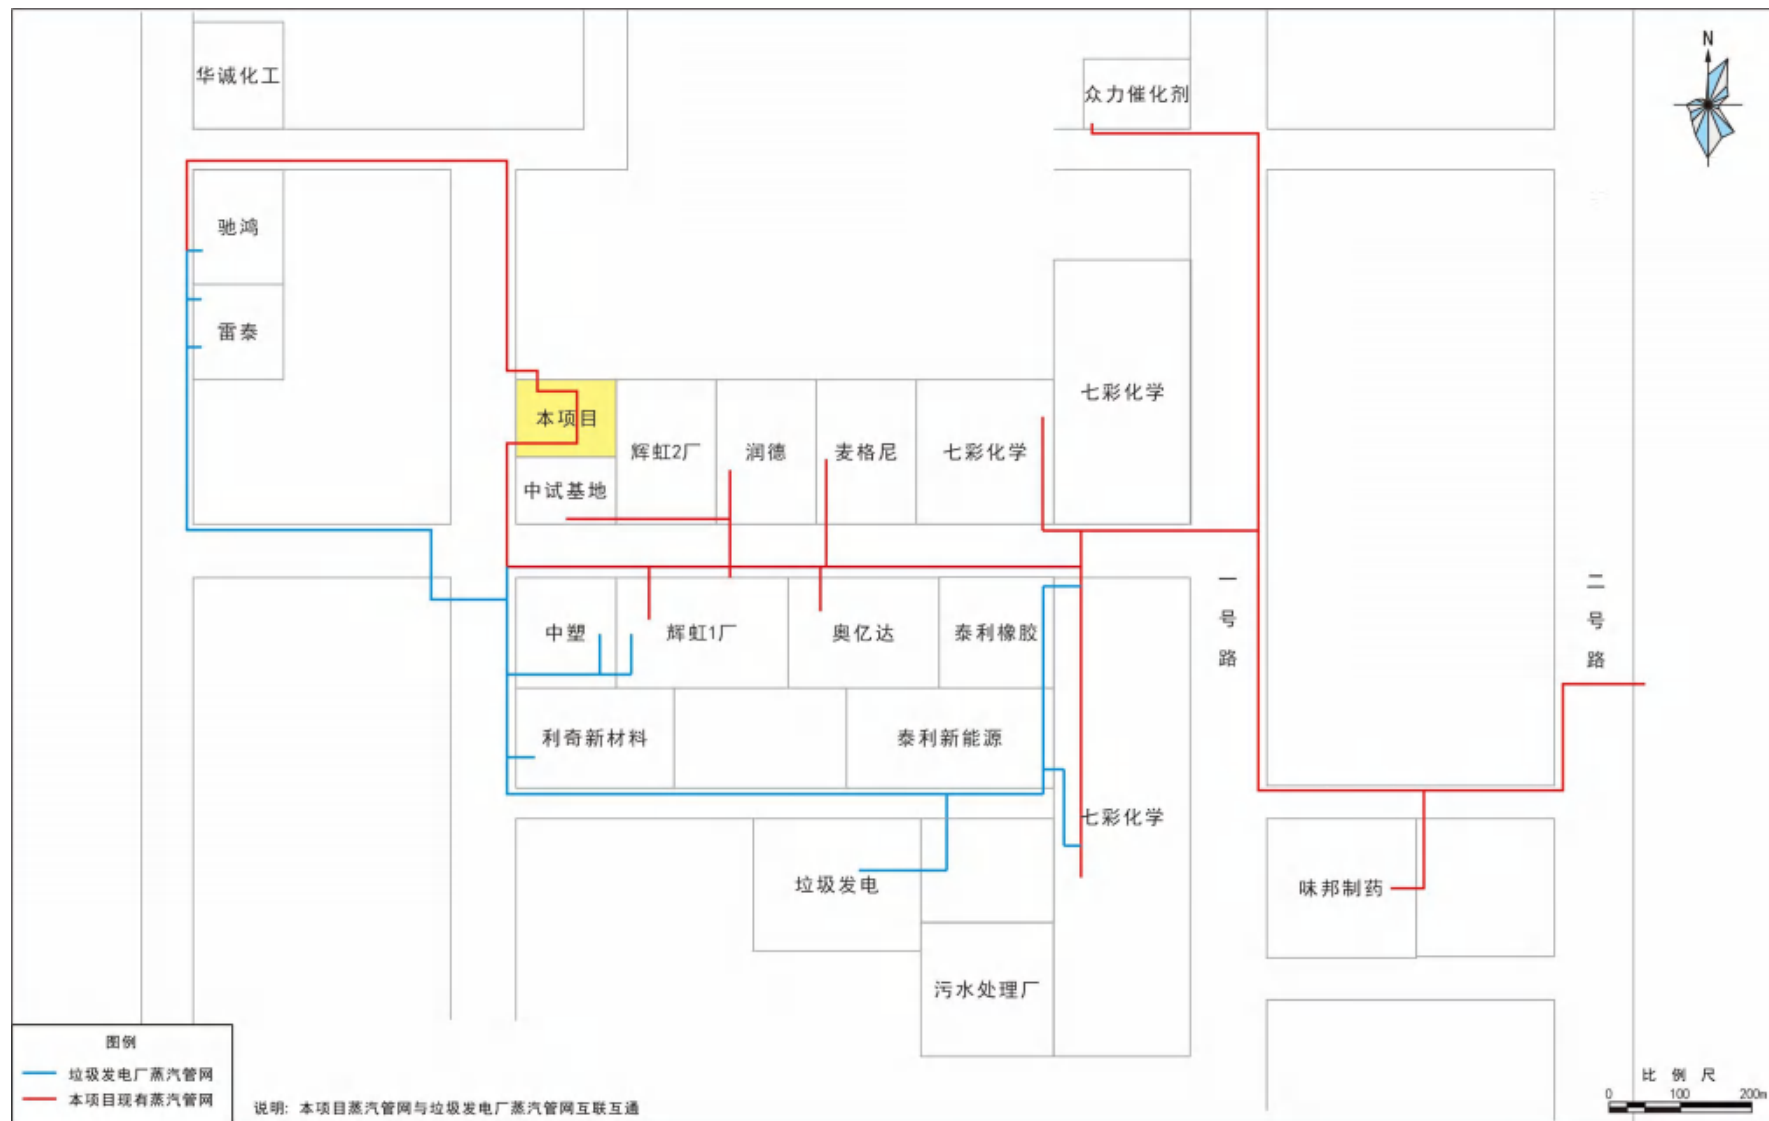 N
华诚化工
众力催化剂
驰鸿
雷泰
本项目
辉虹2厂
润德
麦格尼
七彩化学
七彩化学
中试基地
一号路
二号路
中塑
辉虹1厂
奥亿达
泰利橡胶
利奇新材料
泰利新能源
七彩化学
垃圾发电
味邦制药
污水处理厂
图例
垃圾发电厂蒸汽管网
本项目现有蒸汽管网
说明: 本项目蒸汽管网与垃圾发电厂蒸汽管网互联互通
比 例 尺
0 100 200m